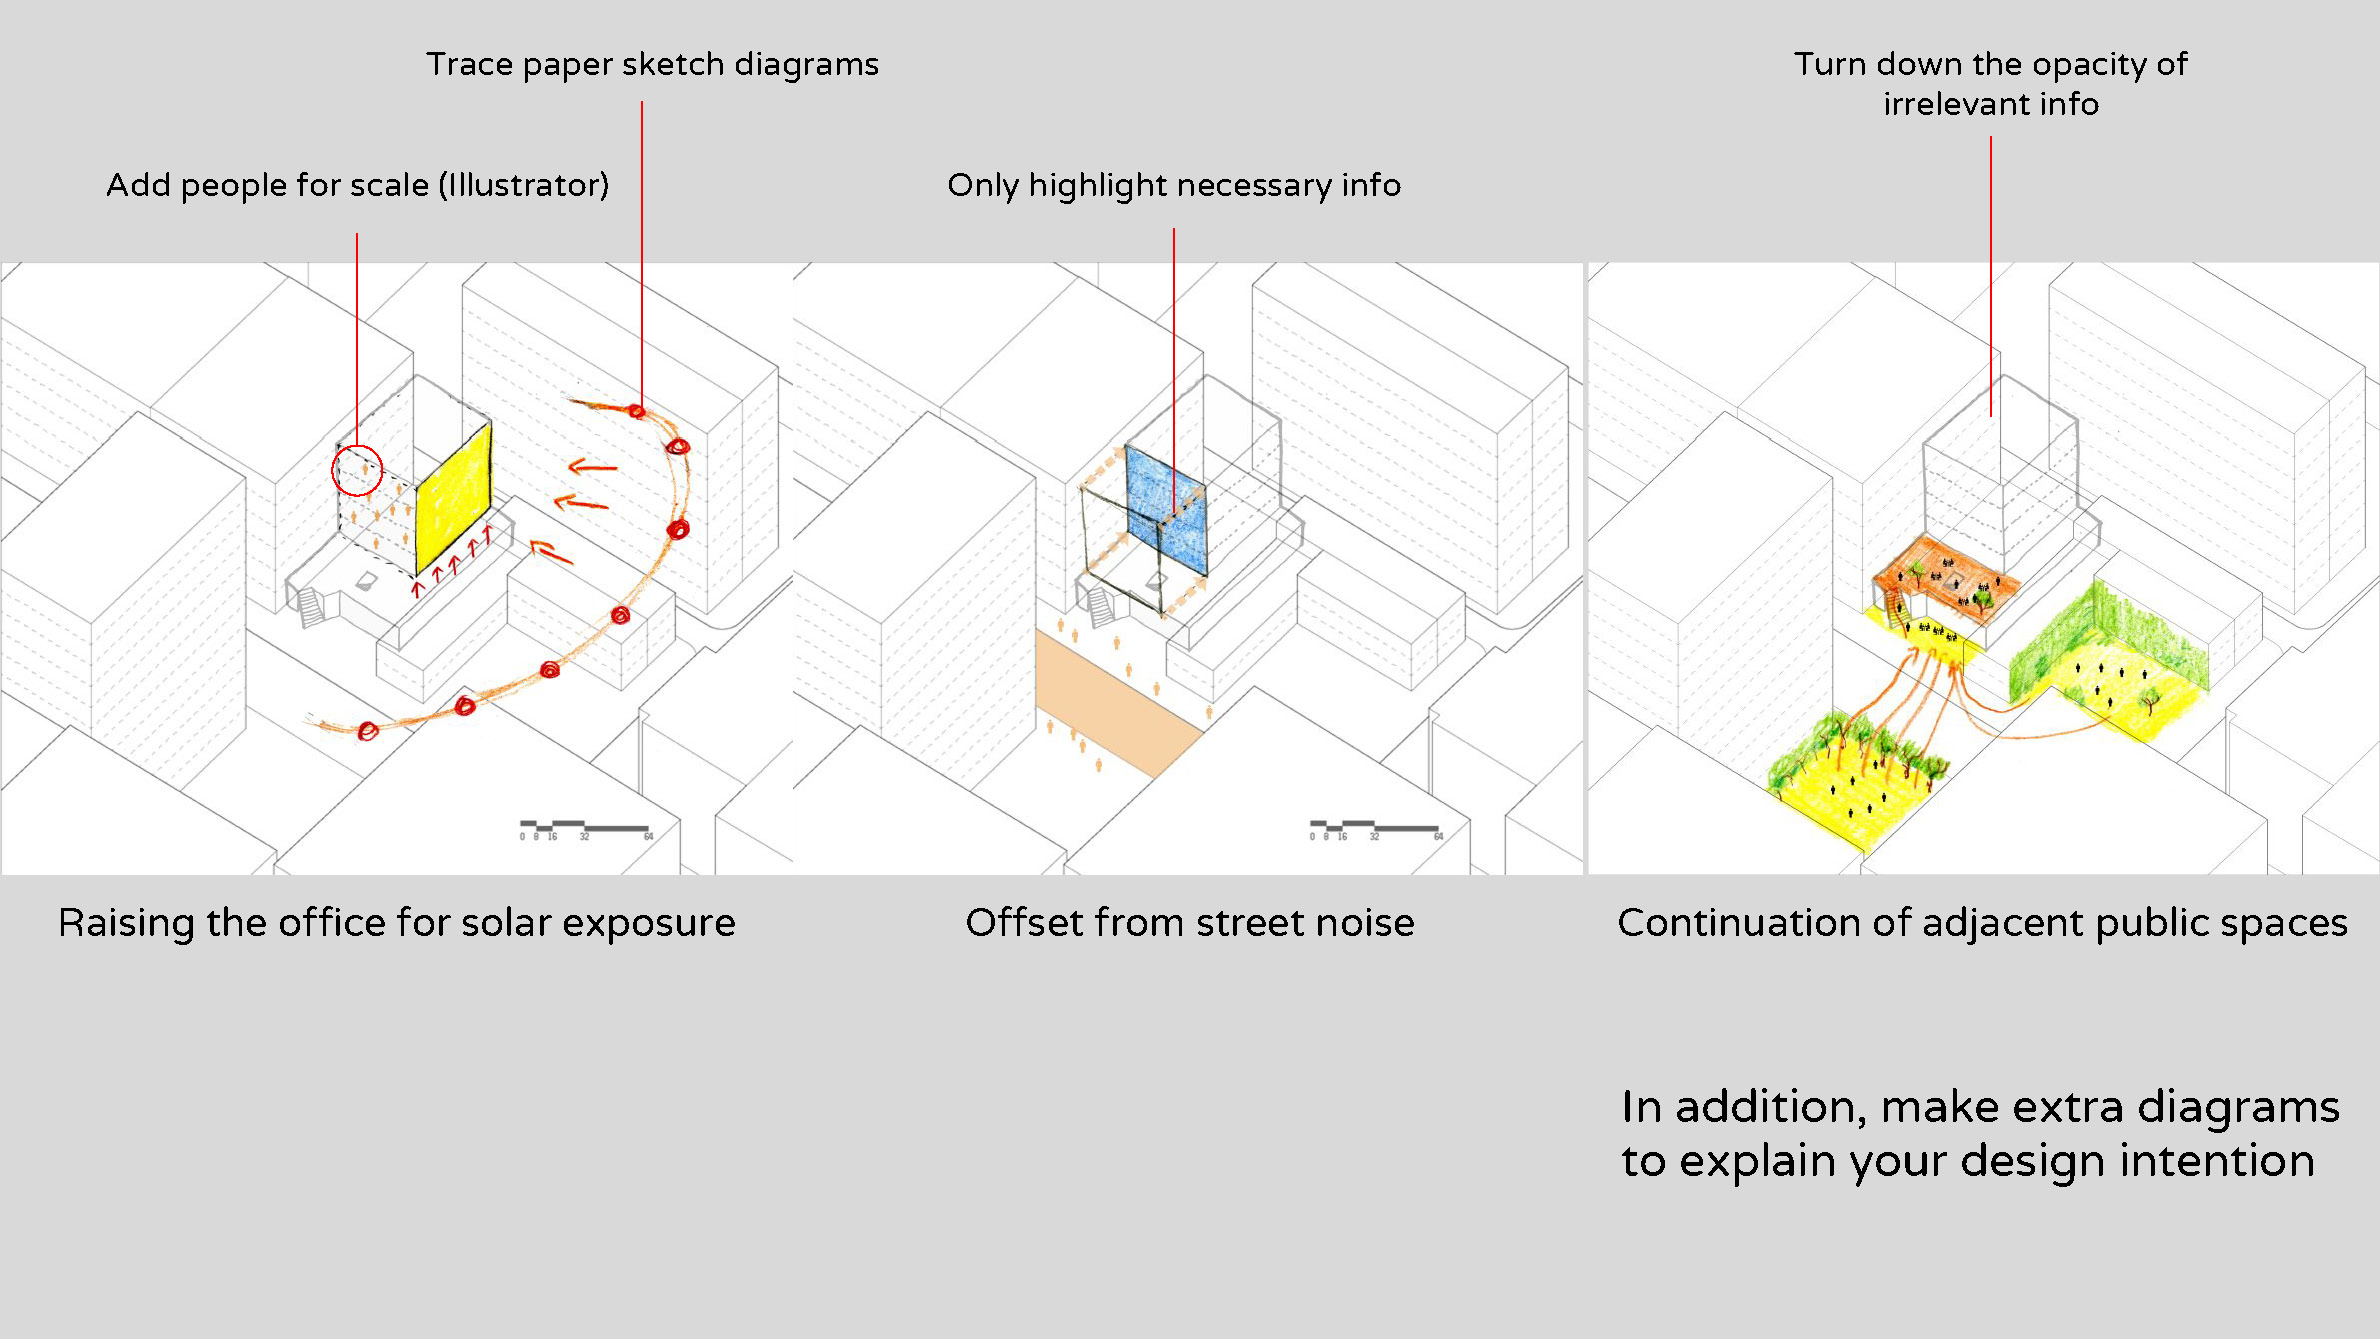 Trace paper sketch diagrams
Turn down the opacity of
irrelevant info
Add people for scale (Illustrator)
Only highlight necessary info
0 8 16 32 64
0 8 16 32 64
Raising the office for solar exposure
Offset from street noise
Continuation of adjacent public spaces
In addition, make extra diagrams
to explain your design intention